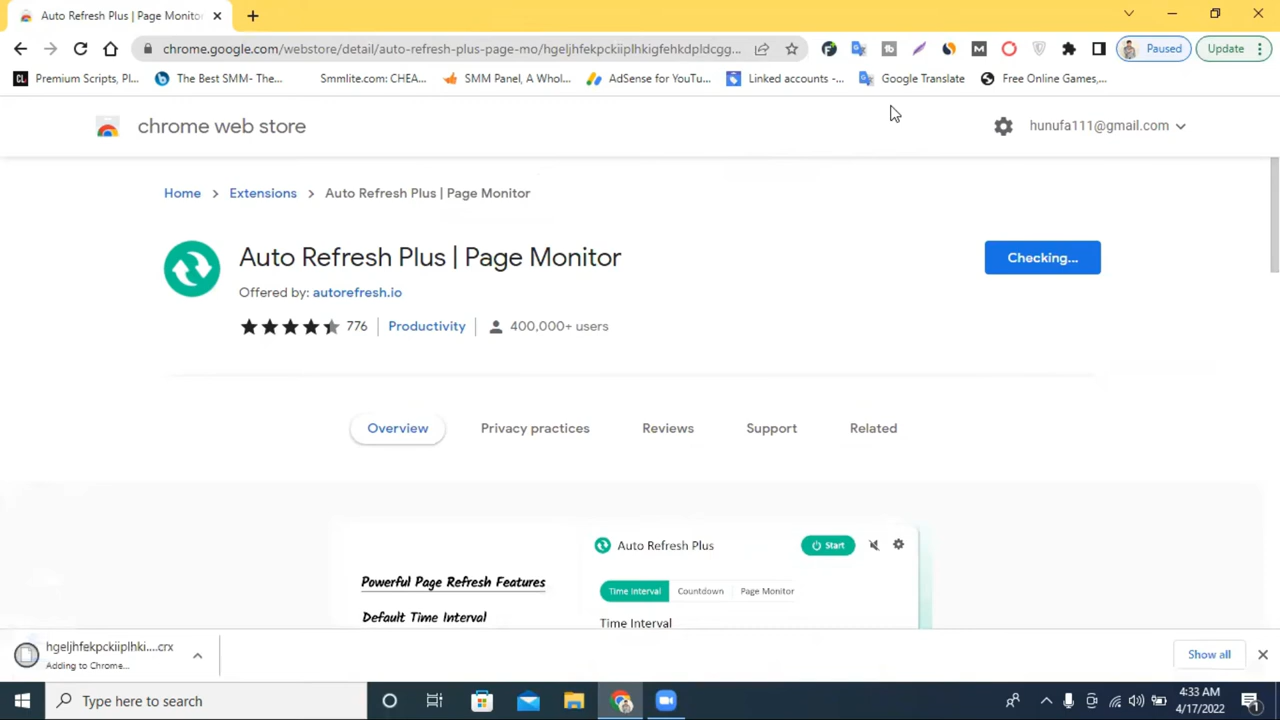 Auto Refresh Plus | Page Monito
chrome.google.com/webstore/detail/auto-refresh-plus-page-mo/hgeljhfekpckiiplhkigfehkdpldcgg...
Paused
Update
CL Premium Scripts, Pl...
The Best SMM- The...
Smmlite.com: CHEA...
SMM Panel, A Whol...
AdSense for YouTu...
Linked accounts -...
Google Translate
Free Online Games,...
chrome web store
hunufa111@gmail.com
Home > Extensions > Auto Refresh Plus | Page Monitor
Auto Refresh Plus | Page Monitor
Checking...
Offered by: autorefresh.io
776
Productivity
400,000+ users
Overview
Privacy practices
Reviews
Support
Related
Auto Refresh Plus
Start
Powerful Page Refresh Features
Time Interval
Countdown
Page Monitor
Default Time Interval
Time Interval
hgeljhfekpckiiplhki....crx
Adding to Chrome...
Show all
Type here to search
4:33 AM
4/17/2022
1